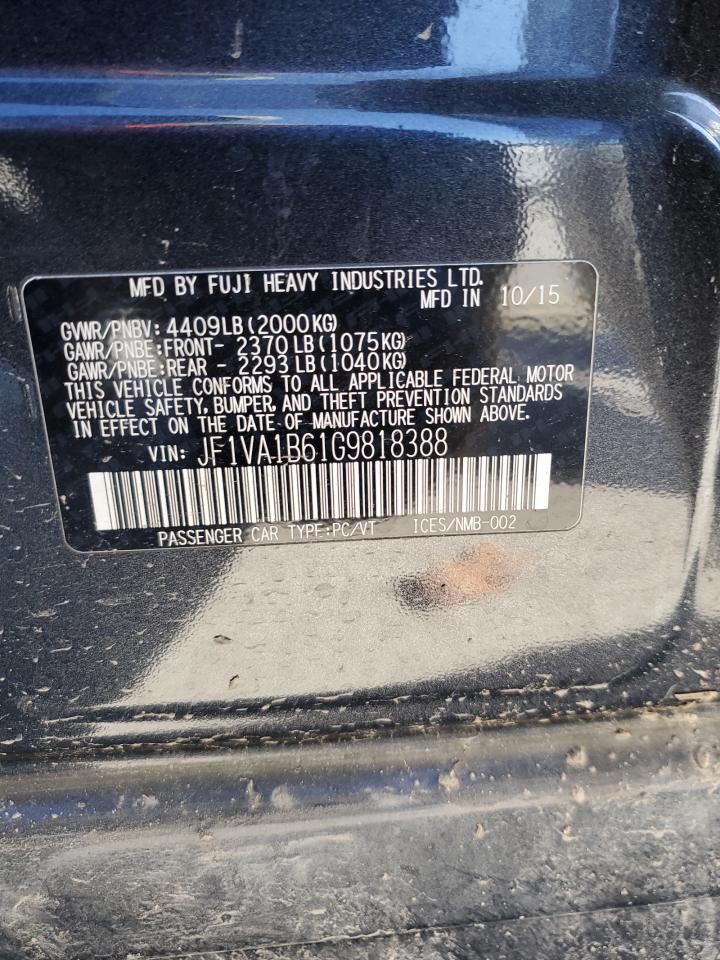 MFD BY FUJI HEAVY INDUSTRIES LTD.
MFD IN 10/15
GVWR/PNBV: 4409LB(2000KG)
GAWR/PNBE:FRONT- 2370LB(1075KG)
GAWR/PNBE:REAR - 2293LB(1040KG)
THIS VEHICLE CONFORMS TO ALL APPLICABLE FEDERAL MOTOR
VEHICLE SAFETY, BUMPER, AND THEFT PREVENTION STANDARDS
IN EFFECT ON THE DATE OF MANUFACTURE SHOWN ABOVE.
VIN: JF1VA1B61G9818388
PASSENGER CAR TYPE:PC/VT ICES/NMB-002